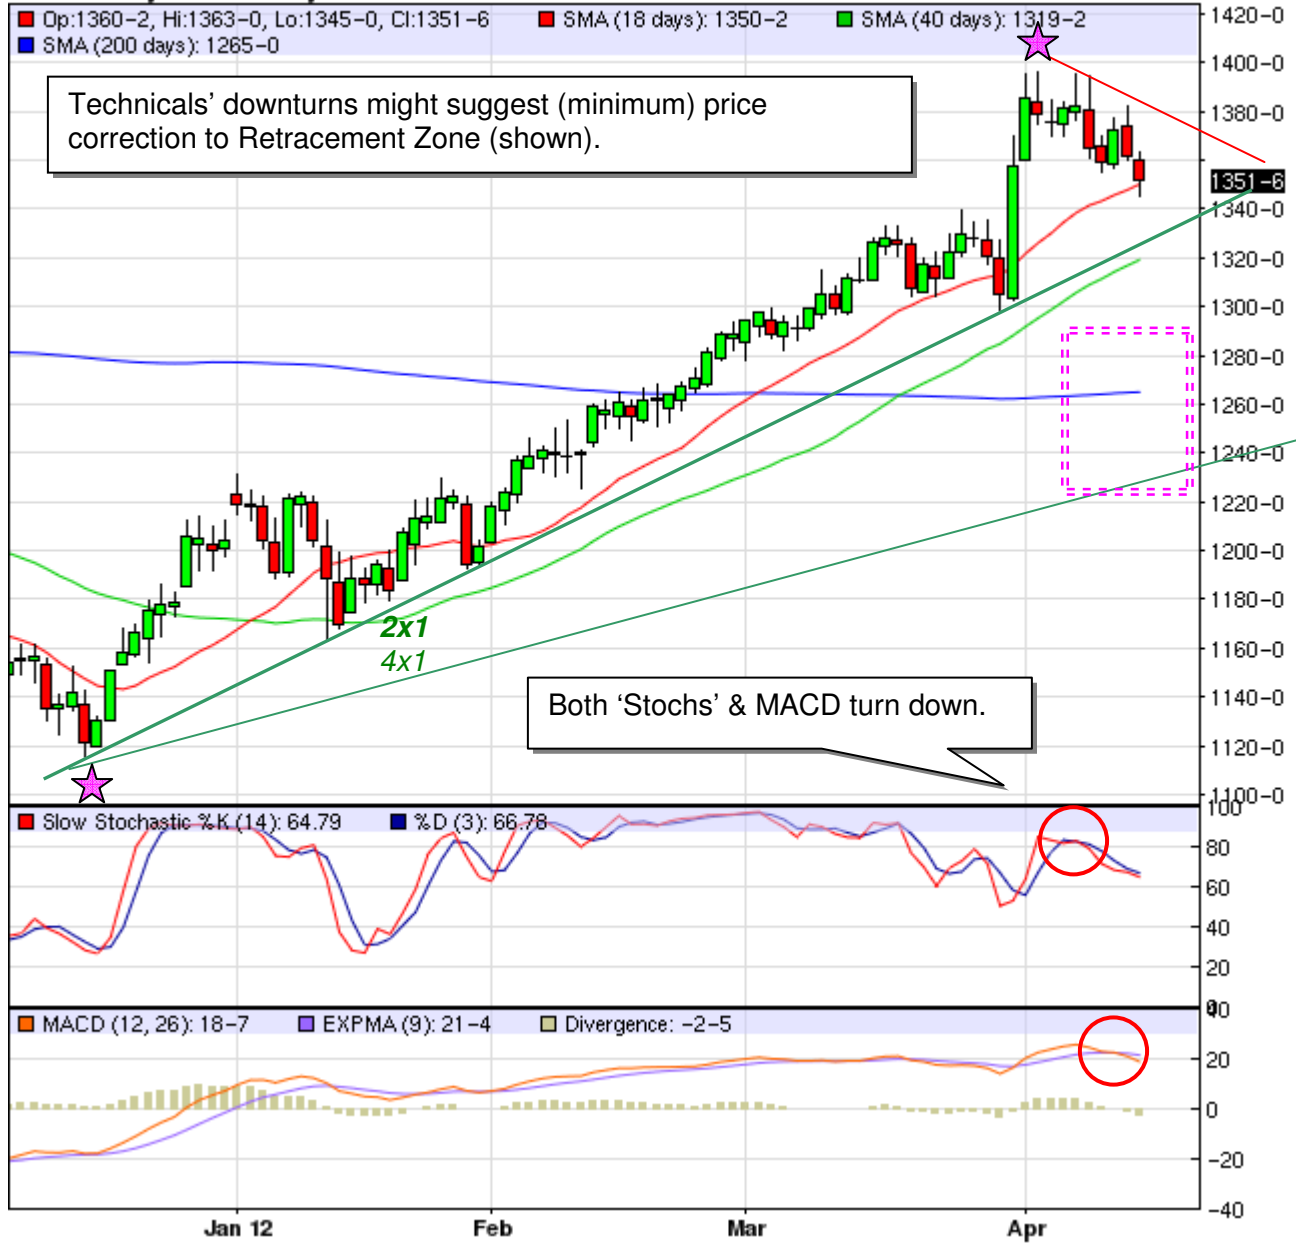 Op:1360-2, Hi:1363-0, Lo:1345-0, Cl:1351-6 SMA (18 days): 1350-2 SMA (40 days): 1319-2
SMA (200 days): 1265-0
Technicals’ downturns might suggest (minimum) price
correction to Retracement Zone (shown).
1420-0
1400-0
1380-0
1351-6
1340-0
1320-0
1300-0
1280-0
1260-0
1240-0
1220-0
1200-0
1180-0
1160-0
1140-0
1120-0
1100-0
2x1
4x1
Both ‘Stochs’ & MACD turn down.
Slow Stochastic %K (14): 64.79 %D (3): 66.78
100
80
60
40
20
0
MACD (12, 26): 18-7 EXPMA (9): 21-4 Divergence: -2-5
40
20
0
-20
-40
Jan 12 Feb Mar Apr